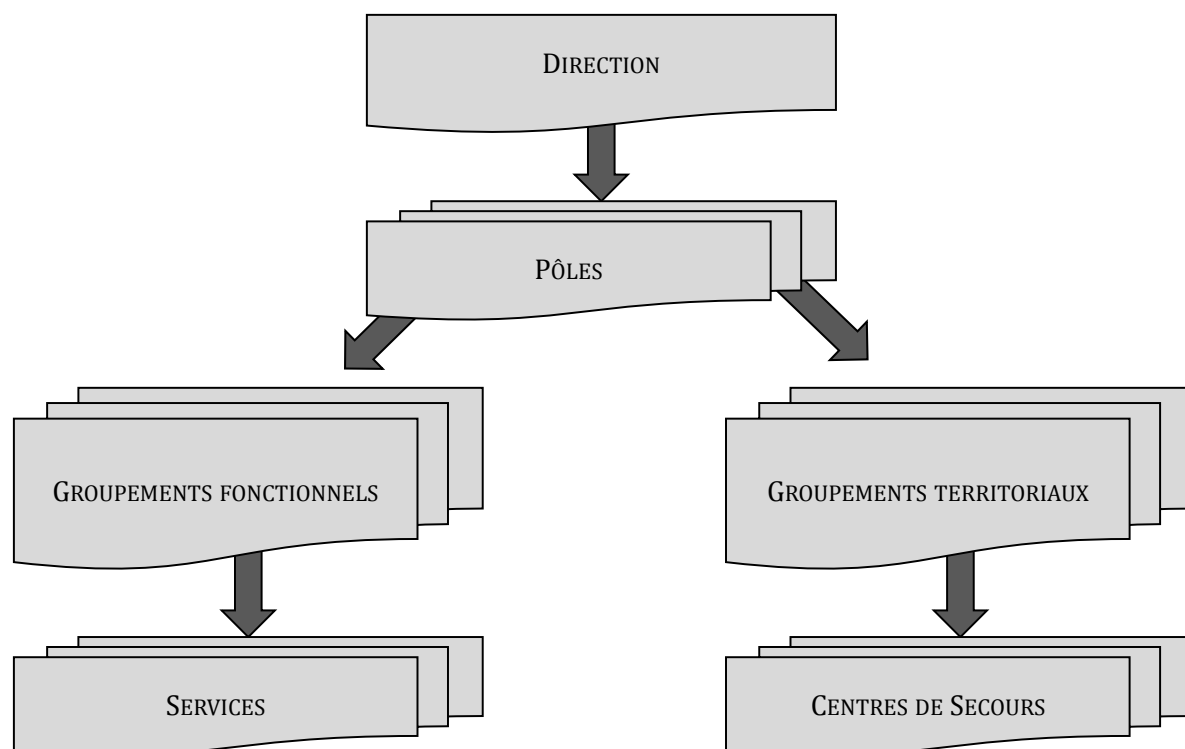 DIRECTION
PÔLES
GROUPEMENTS FONCTIONNELS
GROUPEMENTS TERRITORIAUX
SERVICES
CENTRES DE SECOURS